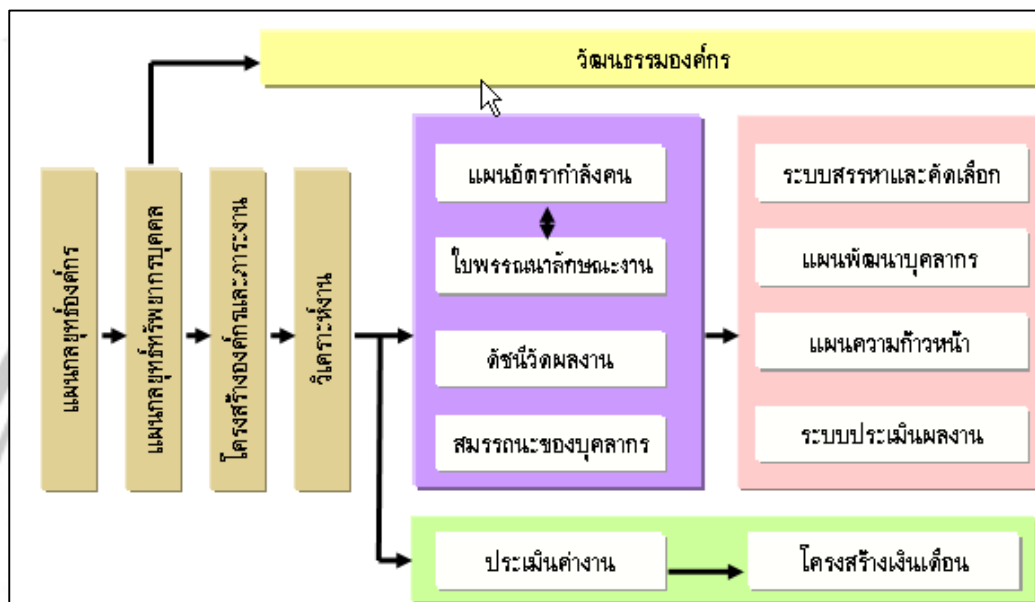 วัฒนธรรมองค์กร
แผนกลยุทธ์องค์กร
แผนกลยุทธ์ทรัพยากรบุคคล
โครงสร้างองค์กรและภาระงาน
วิเคราะห์งาน
แผนอัตรากำลังคน
ใบพรรณนาลักษณะงาน
ดัชนีวัดผลงาน
สมรรถนะของบุคลากร
ระบบสรรหาและคัดเลือก
แผนพัฒนาบุคลากร
แผนความก้าวหน้า
ระบบประเมินผลงาน
ประเมินค่างาน
โครงสร้างเงินเดือน